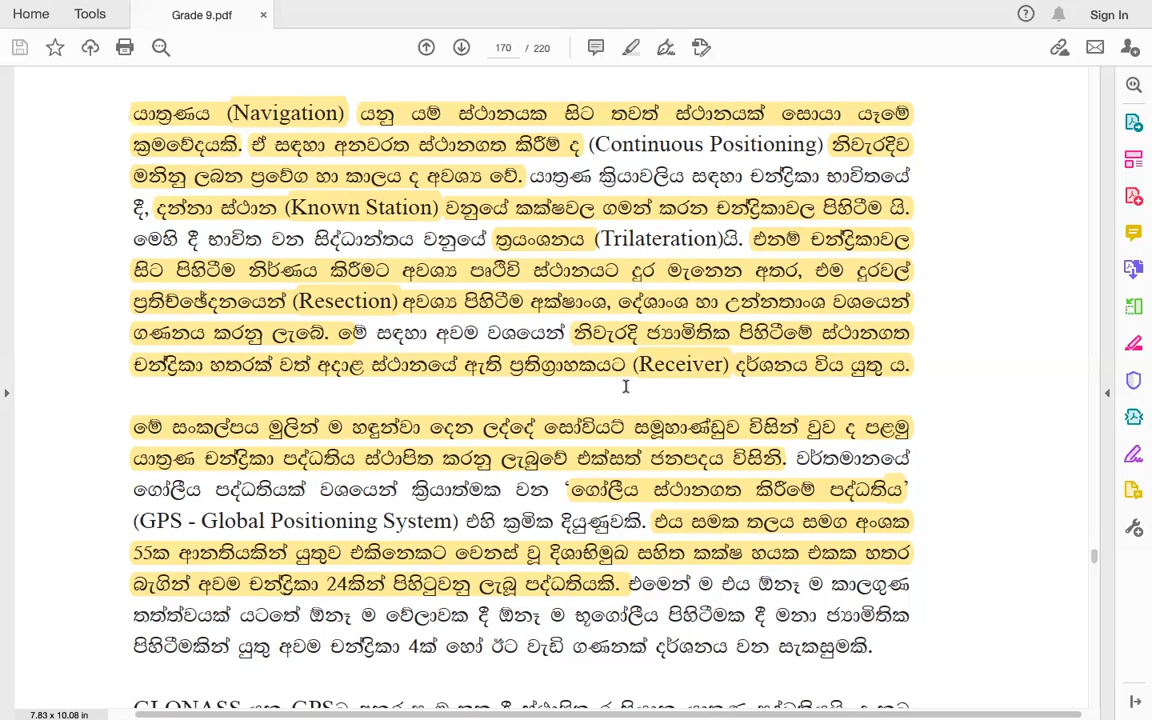 Home Tools Grade 9.pdf × Sign In
170 / 220
යාත්‍රණය (Navigation) යනු යම් ස්ථානයක සිට තවත් ස්ථානයක් සොයා යෑමේ
ක්‍රමවේදයකි. ඒ සඳහා අනවරත ස්ථානගත කිරීම් ද (Continuous Positioning) නිවැරදිව
මනිනු ලබන ප්‍රවේග හා කාලය ද අවශ්‍ය වේ. යාත්‍රණ ක්‍රියාවලිය සඳහා චන්ද්‍රිකා භාවිතයේ
දී, දන්නා ස්ථාන (Known Station) වනුයේ කක්ෂවල ගමන් කරන චන්ද්‍රිකාවල පිහිටීම යි.
මෙහි දී භාවිත වන සිද්ධාන්තය වනුයේ ත්‍රයංශනය (Trilateration)යි. එනම් චන්ද්‍රිකාවල
සිට පිහිටීම නිර්ණය කිරීමට අවශ්‍ය පෘථිවි ස්ථානයට දුර මැනෙන අතර, එම දුරවල්
ප්‍රතිච්ඡේදනයෙන් (Resection) අවශ්‍ය පිහිටීම අක්ෂාංශ, දේශාංශ හා උන්නතාංශ වශයෙන්
ගණනය කරනු ලැබේ. මේ සඳහා අවම වශයෙන් නිවැරදි ජ්‍යාමිතික පිහිටීමේ ස්ථානගත
චන්ද්‍රිකා හතරක් වත් අදාළ ස්ථානයේ ඇති ප්‍රතිග්‍රාහකයට (Receiver) දර්ශනය විය යුතු ය.
මේ සංකල්පය මුලින් ම හඳුන්වා දෙන ලද්දේ සෝවියට් සමූහාණ්ඩුව විසින් වුව ද පළමු
යාත්‍රණ චන්ද්‍රිකා පද්ධතිය ස්ථාපිත කරනු ලැබුවේ එක්සත් ජනපදය විසිනි. වර්තමානයේ
ගෝලීය පද්ධතියක් වශයෙන් ක්‍රියාත්මක වන ‘ගෝලීය ස්ථානගත කිරීමේ පද්ධතිය’
(GPS - Global Positioning System) එහි ක්‍රමික දියුණුවකි. එය සමක තලය සමග අංශක
55ක ආනතියකින් යුතුව එකිනෙකට වෙනස් වූ දිශාභිමුඛ සහිත කක්ෂ හයක එකක හතර
බැගින් අවම චන්ද්‍රිකා 24කින් පිහිටුවනු ලැබූ පද්ධතියකි. එමෙන් ම එය ඕනෑ ම කාලගුණ
තත්ත්වයක් යටතේ ඕනෑ ම වේලාවක දී ඕනෑ ම භූගෝලීය පිහිටීමක දී මනා ජ්‍යාමිතික
පිහිටීමකින් යුතු අවම චන්ද්‍රිකා 4ක් හෝ ඊට වැඩි ගණනක් දර්ශනය වන සැකසුමකි.
GLONASS යනු GPSට
7.83 x 10.08 in